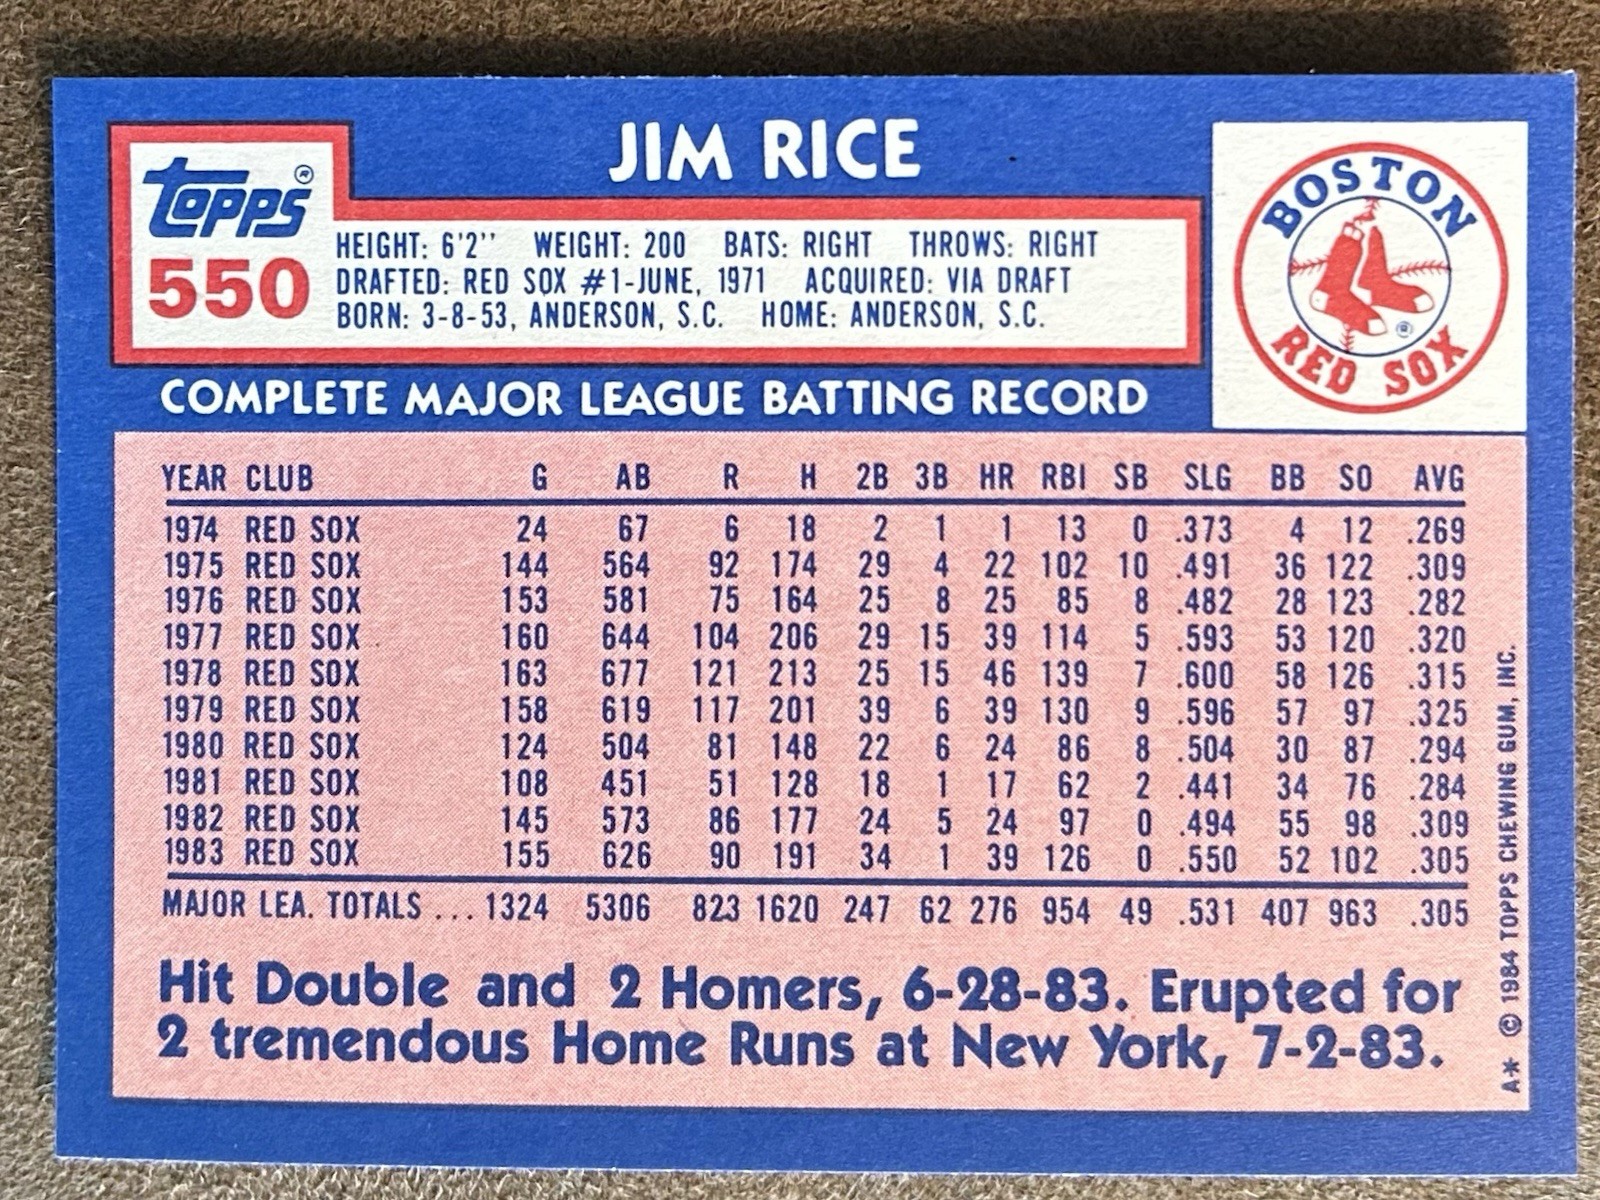 JIM RICE
Topps®
550
HEIGHT: 6'2" WEIGHT: 200 BATS: RIGHT THROWS: RIGHT
DRAFTED: RED SOX #1-JUNE, 1971 ACQUIRED: VIA DRAFT
BORN: 3-8-53, ANDERSON, S.C. HOME: ANDERSON, S.C.
BOSTON
RED SOX
®
COMPLETE MAJOR LEAGUE BATTING RECORD
YEAR CLUB G AB R H 2B 3B HR RBI SB SLG BB SO AVG
1974 RED SOX 24 67 6 18 2 1 1 13 0 .373 4 12 .269
1975 RED SOX 144 564 92 174 29 4 22 102 10 .491 36 122 .309
1976 RED SOX 153 581 75 164 25 8 25 85 8 .482 28 123 .282
1977 RED SOX 160 644 104 206 29 15 39 114 5 .593 53 120 .320
1978 RED SOX 163 677 121 213 25 15 46 139 7 .600 58 126 .315
1979 RED SOX 158 619 117 201 39 6 39 130 9 .596 57 97 .325
1980 RED SOX 124 504 81 148 22 6 24 86 8 .504 30 87 .294
1981 RED SOX 108 451 51 128 18 1 17 62 2 .441 34 76 .284
1982 RED SOX 145 573 86 177 24 5 24 97 0 .494 55 98 .309
1983 RED SOX 155 626 90 191 34 1 39 126 0 .550 52 102 .305
MAJOR LEA. TOTALS ... 1324 5306 823 1620 247 62 276 954 49 .531 407 963 .305
Hit Double and 2 Homers, 6-28-83. Erupted for
2 tremendous Home Runs at New York, 7-2-83.
A* © 1984 TOPPS CHEWING GUM, INC.